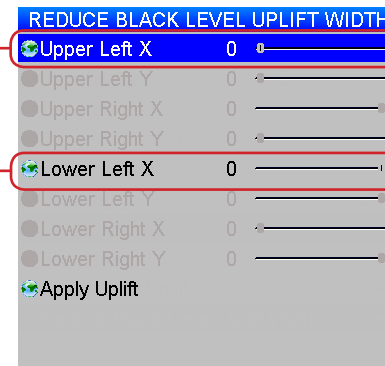 REDUCE BLACK LEVEL UPLIFT WIDTH
Upper Left X 0
Upper Left Y 0
Upper Right X 0
Upper Right Y 0
Lower Left X 0
Lower Left Y 0
Lower Right X 0
Lower Right Y 0
Apply Uplift